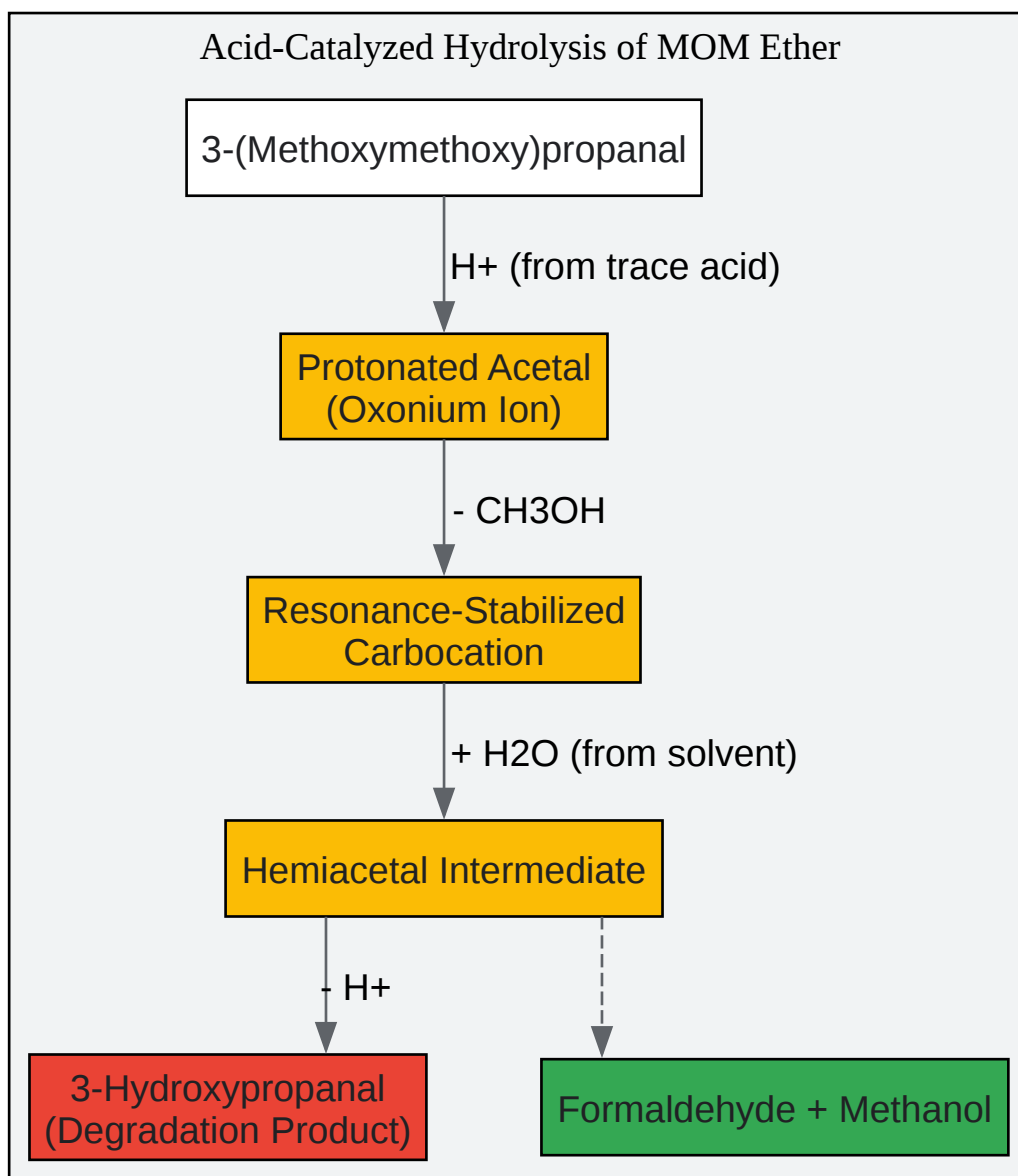 Acid-Catalyzed Hydrolysis of MOM Ether
3-(Methoxymethoxy)propanal
H+ (from trace acid)
Protonated Acetal
(Oxonium Ion)
- CH3OH
Resonance-Stabilized
Carbocation
+ H2O (from solvent)
Hemiacetal Intermediate
- H+
3-Hydroxypropanal
(Degradation Product)
Formaldehyde + Methanol